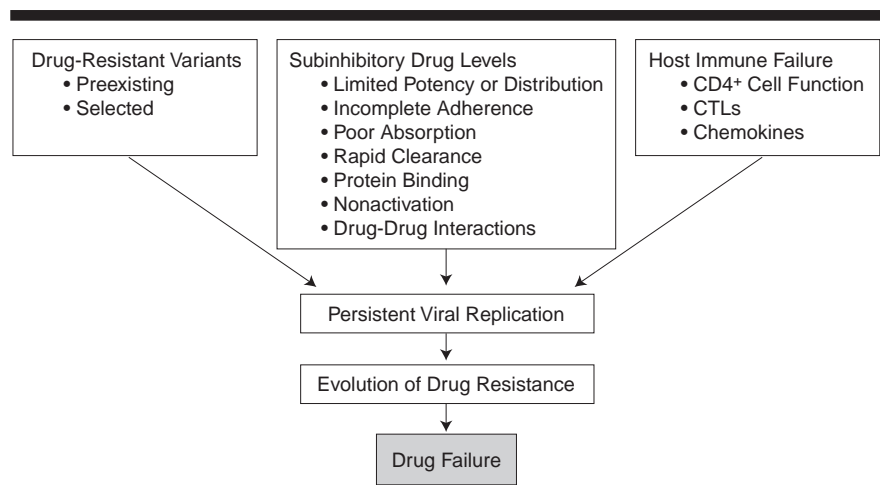 Drug-Resistant Variants
• Preexisting
• Selected
Subinhibitory Drug Levels
• Limited Potency or Distribution
• Incomplete Adherence
• Poor Absorption
• Rapid Clearance
• Protein Binding
• Nonactivation
• Drug-Drug Interactions
Host Immune Failure
• CD4⁺ Cell Function
• CTLs
• Chemokines
Persistent Viral Replication
Evolution of Drug Resistance
Drug Failure